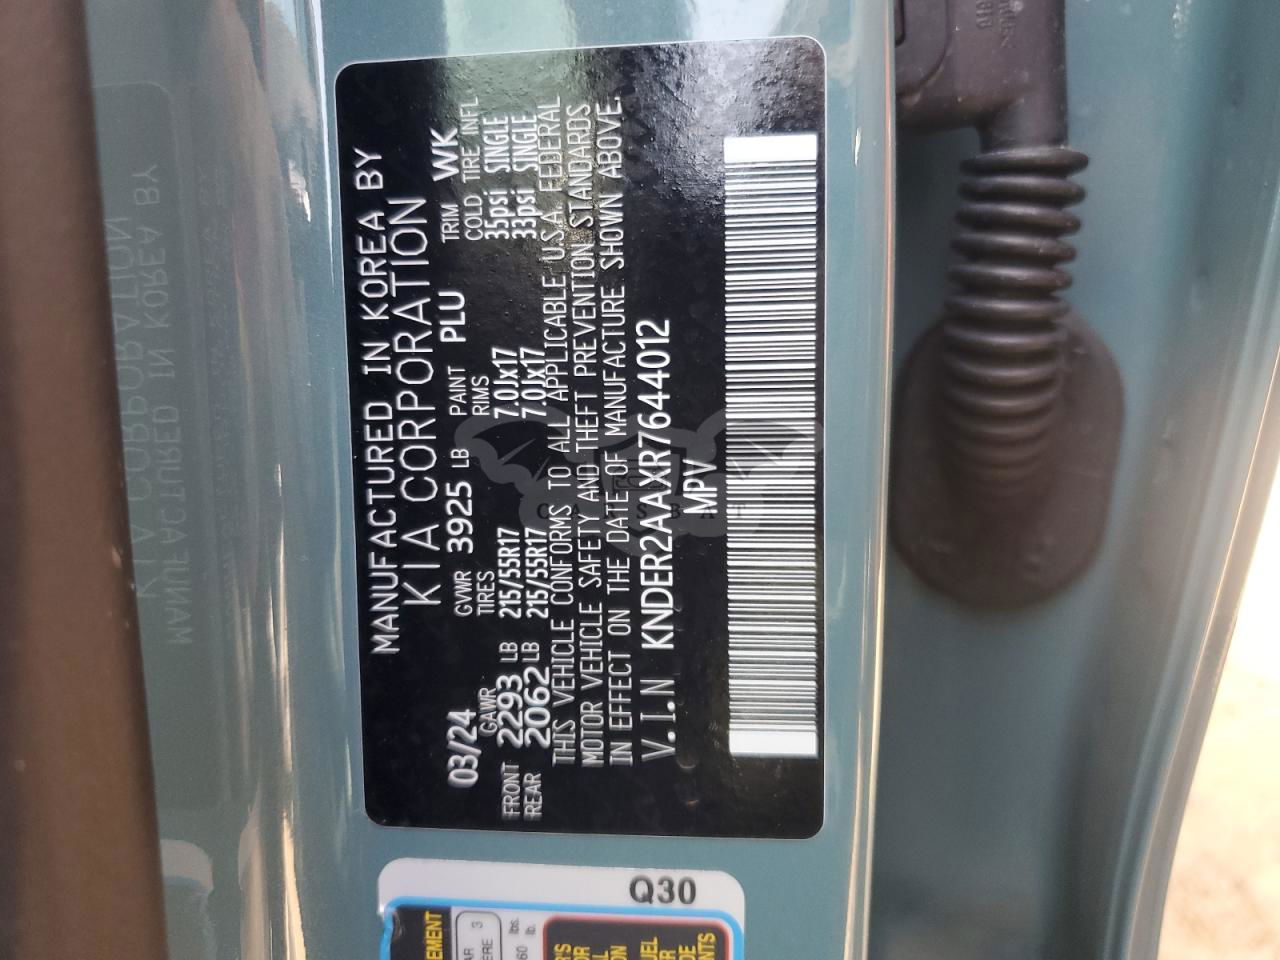 MANUFACTURED IN KOREA BY
KIA CORPORATION
03/24 GVWR 3925 LB PAINT PLU TRIM WK
GAWR TIRES RIMS COLD TIRE INFL.
FRONT 2293 LB 215/55R17 7.0Jx17 35psi SINGLE
REAR 2062 LB 215/55R17 7.0Jx17 33psi SINGLE
THIS VEHICLE CONFORMS TO ALL APPLICABLE U.S.A. FEDERAL
MOTOR VEHICLE SAFETY AND THEFT PREVENTION STANDARDS
IN EFFECT ON THE DATE OF MANUFACTURE SHOWN ABOVE.
V.I.N KNDER2AAXR7644012
MPV
CARSBAT
Q30